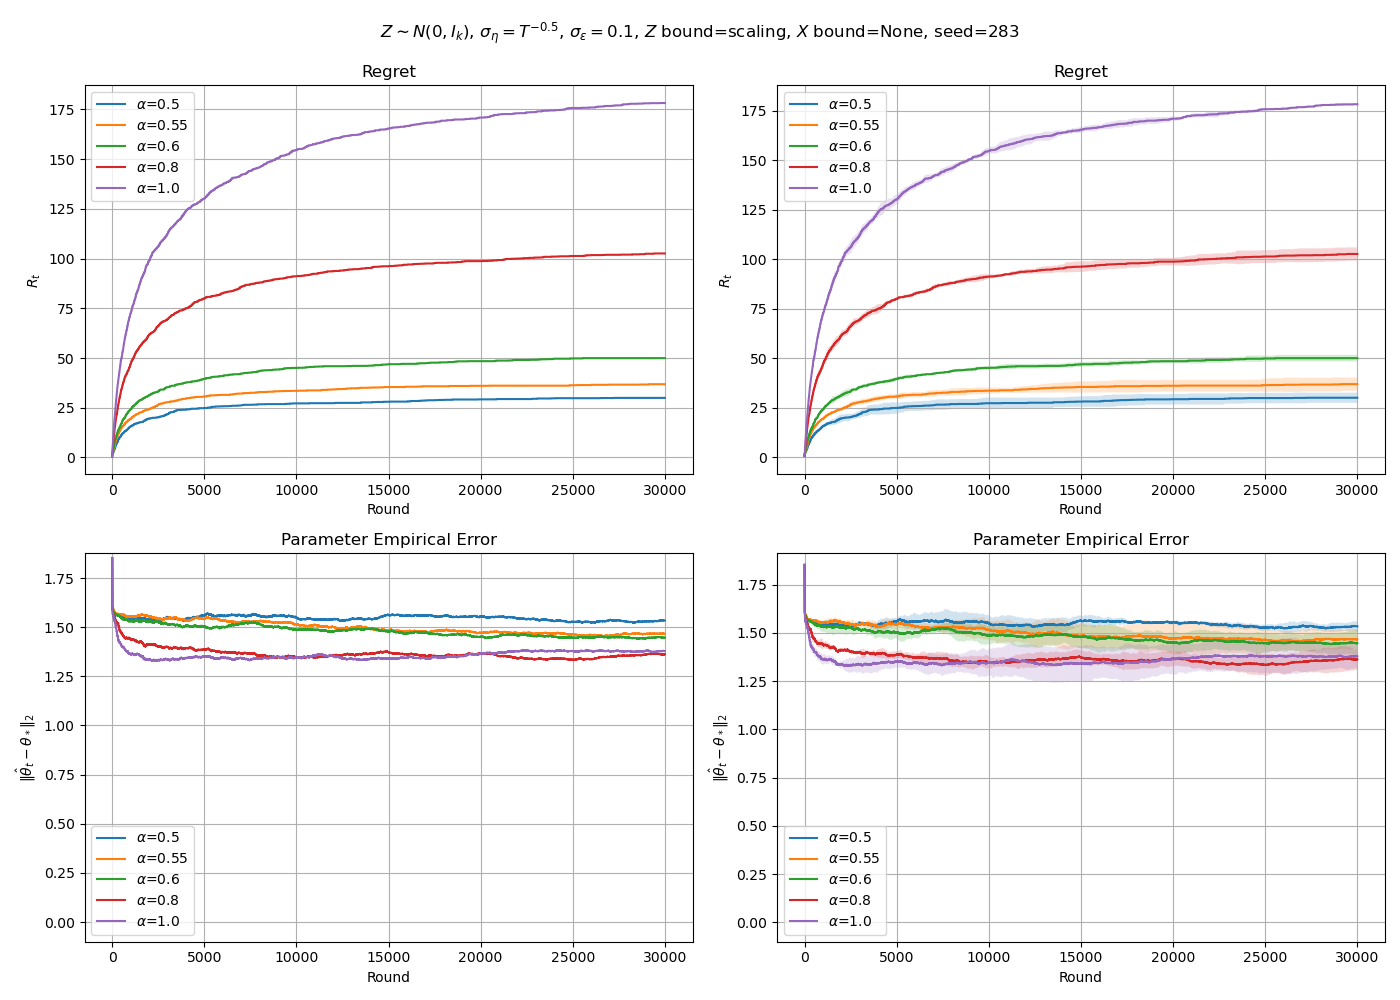 Z ∼ N(0, I_k), σ_η = T^{−0.5}, σ_ε = 0.1, Z bound=scaling, X bound=None, seed=283
Regret
R_t
175
150
125
100
75
50
25
0
α=0.5
α=0.55
α=0.6
α=0.8
α=1.0
0 5000 10000 15000 20000 25000 30000
Round
Regret
R_t
175
150
125
100
75
50
25
0
α=0.5
α=0.55
α=0.6
α=0.8
α=1.0
0 5000 10000 15000 20000 25000 30000
Round
Parameter Empirical Error
‖θ̂_t − θ_*‖_2
1.75
1.50
1.25
1.00
0.75
0.50
0.25
0.00
α=0.5
α=0.55
α=0.6
α=0.8
α=1.0
0 5000 10000 15000 20000 25000 30000
Round
Parameter Empirical Error
‖θ̂_t − θ_*‖_2
1.75
1.50
1.25
1.00
0.75
0.50
0.25
0.00
α=0.5
α=0.55
α=0.6
α=0.8
α=1.0
0 5000 10000 15000 20000 25000 30000
Round